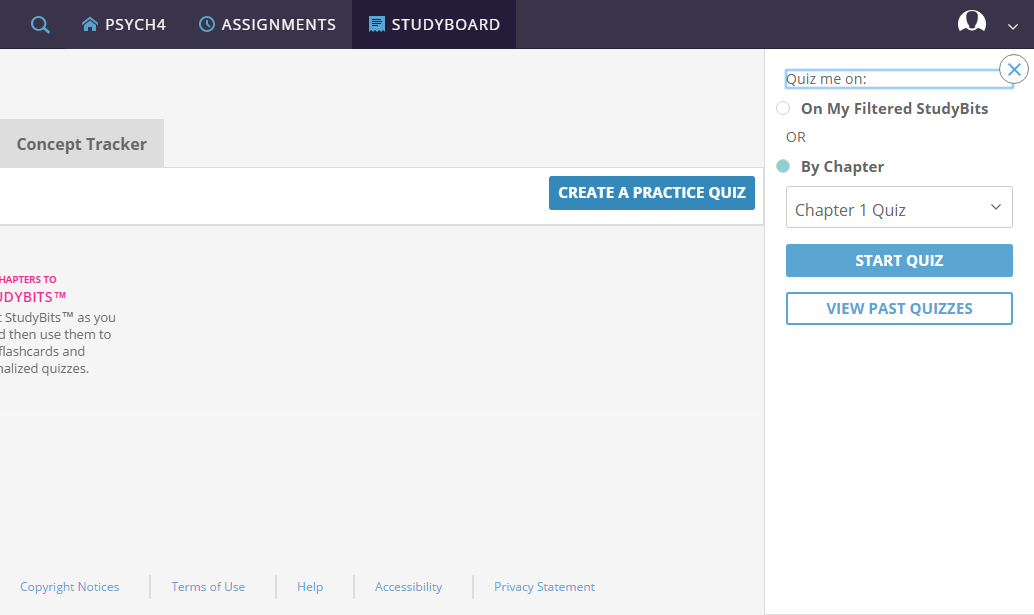 PSYCH4
ASSIGNMENTS
STUDYBOARD
Quiz me on:
On My Filtered StudyBits
OR
By Chapter
Chapter 1 Quiz
START QUIZ
VIEW PAST QUIZZES
Concept Tracker
CREATE A PRACTICE QUIZ
HAPTERS TO
UDYBITS™
StudyBits™ as you
d then use them to
flashcards and
nalized quizzes.
Copyright Notices
Terms of Use
Help
Accessibility
Privacy Statement